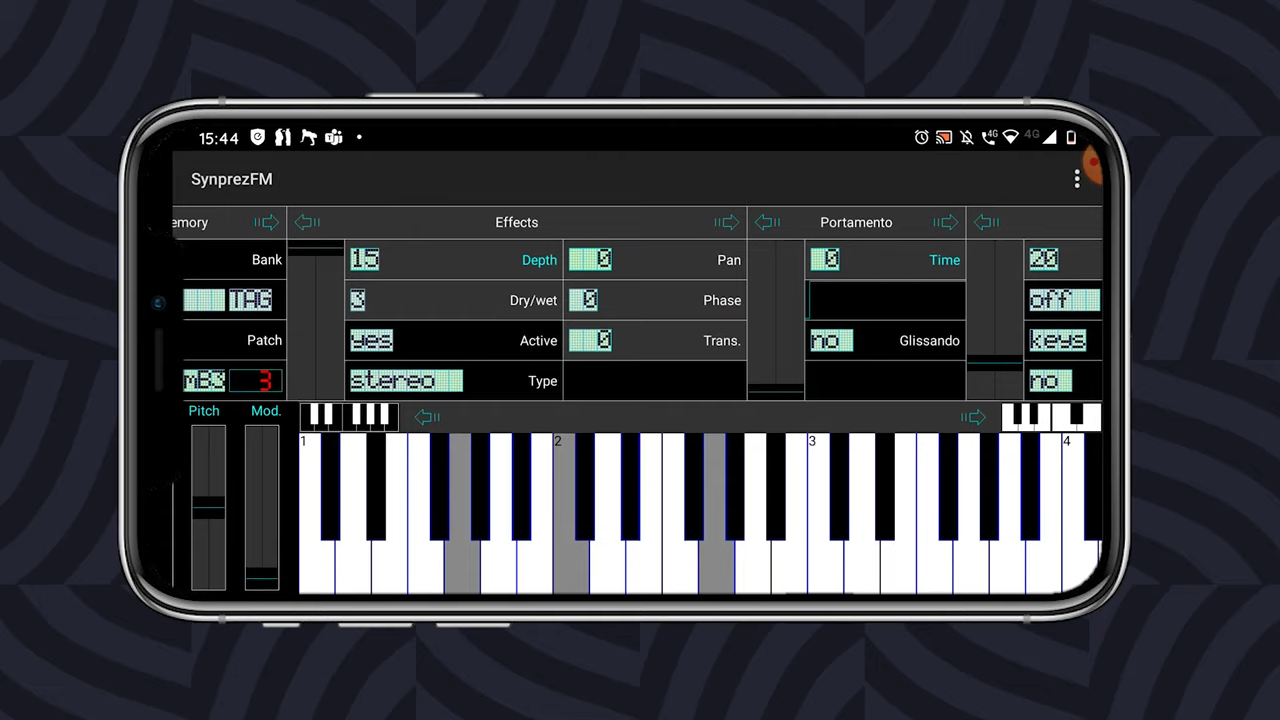 15:44
4G 4G
SynprezFM
emory Effects Portamento
Bank 15 Depth 0 Pan 0 Time 20
TAG 3 Dry/wet 0 Phase off
Patch yes Active 0 Trans. no Glissando keys
mB3 3 stereo Type no
Pitch Mod.
1 2 3 4